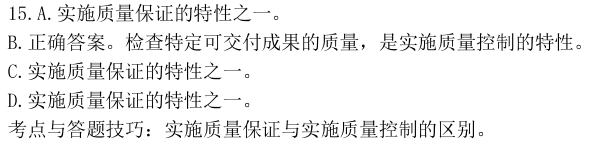 15. A. 实施质量保证的特性之一。
B. 正确答案。检查特定可交付成果的质量，是实施质量控制的特性。
C. 实施质量保证的特性之一。
D. 实施质量保证的特性之一。
考点与答题技巧：实施质量保证与实施质量控制的区别。